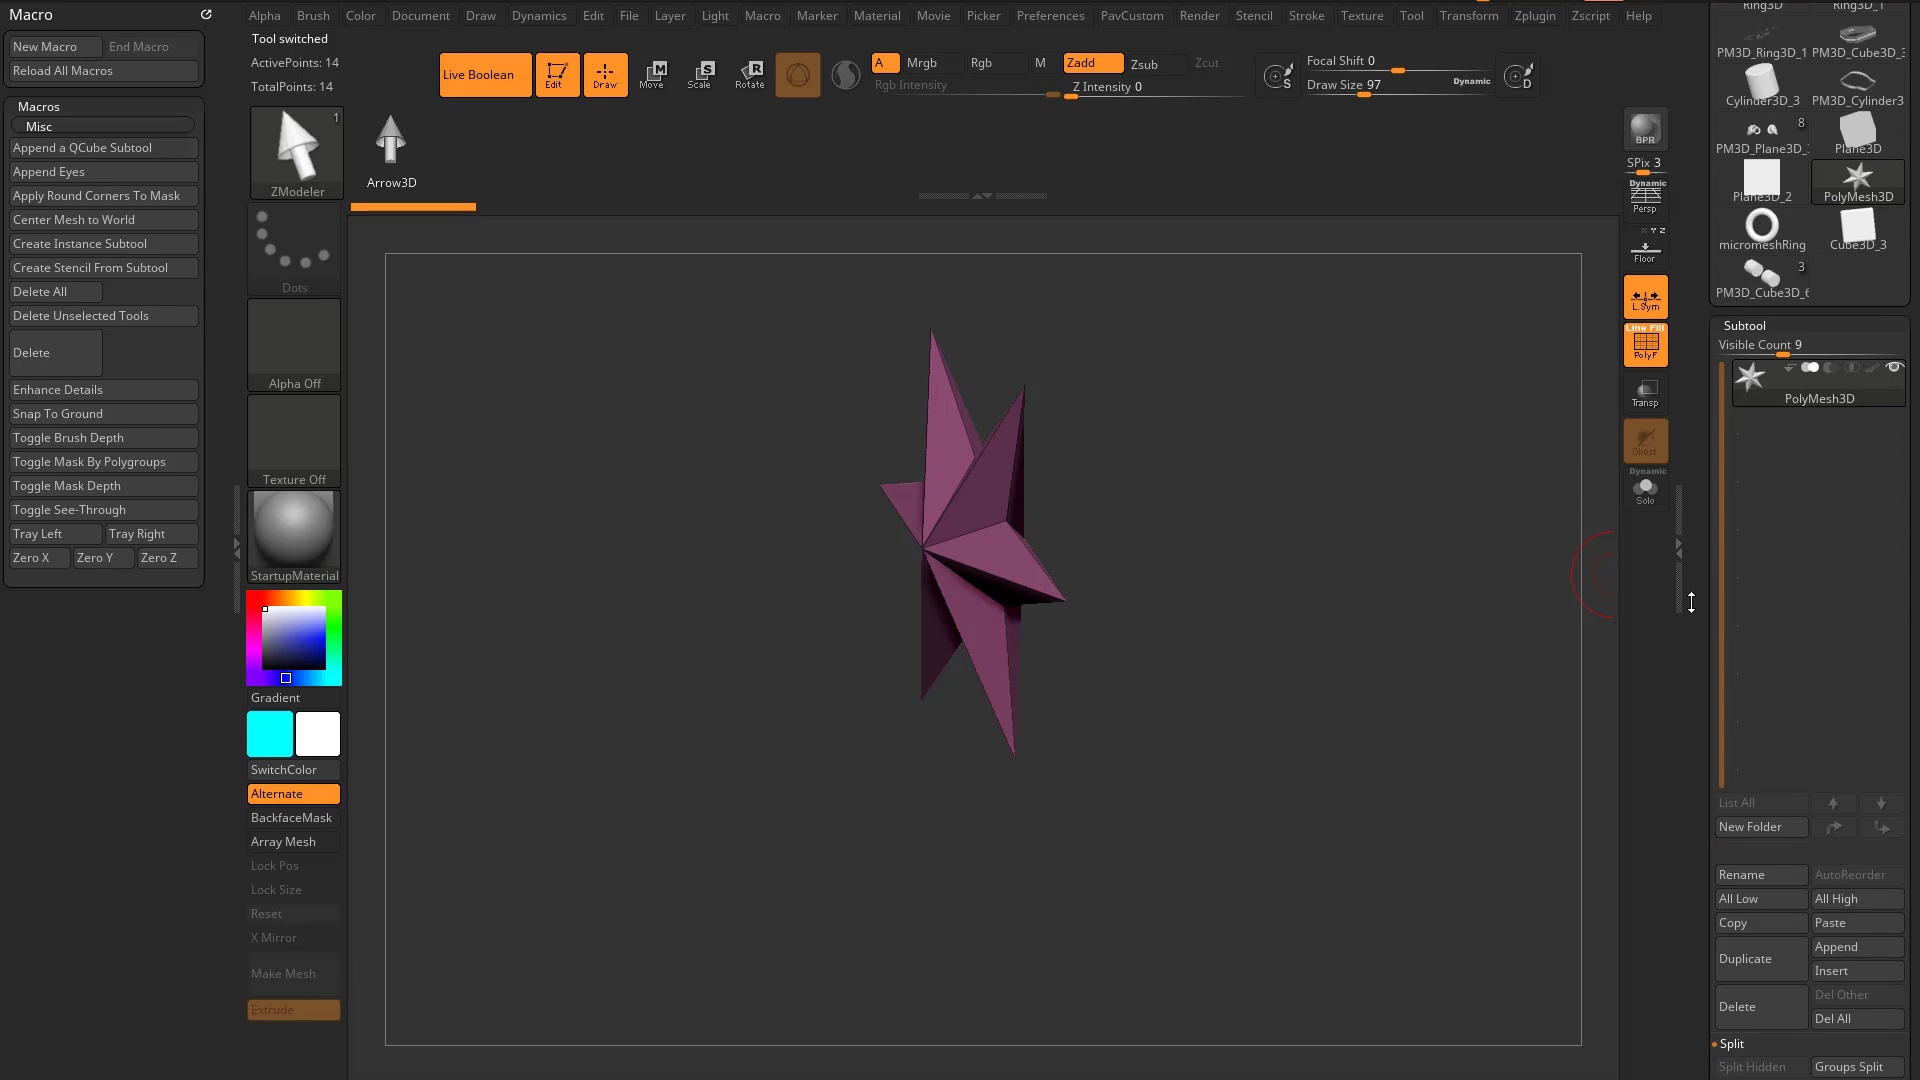 Macro
New Macro
End Macro
Reload All Macros
Macros
Misc
Append a QCube Subtool
Append Eyes
Apply Round Corners To Mask
Center Mesh to World
Create Instance Subtool
Create Stencil From Subtool
Delete All
Delete Unselected Tools
Delete
Enhance Details
Snap To Ground
Toggle Brush Depth
Toggle Mask By Polygroups
Toggle Mask Depth
Toggle See-Through
Tray Left
Tray Right
Zero X
Zero Y
Zero Z
Alpha
Brush
Color
Document
Draw
Dynamics
Edit
File
Layer
Light
Macro
Marker
Material
Movie
Picker
Preferences
PavCustom
Render
Stencil
Stroke
Texture
Tool
Transform
Zplugin
Zscript
Help
Tool switched
ActivePoints: 14
TotalPoints: 14
Live Boolean
Edit
Draw
Move
Scale
Rotate
A
Mrgb
Rgb
M
Zadd
Zsub
Zcut
Rgb Intensity
Z Intensity 0
S
Focal Shift 0
Draw Size 97
Dynamic
D
1
ZModeler
Arrow3D
Dots
Alpha Off
Texture Off
StartupMaterial
Gradient
SwitchColor
Alternate
BackfaceMask
Array Mesh
Lock Pos
Lock Size
Reset
X Mirror
Make Mesh
Extrude
BPR
SPix 3
Dynamic
Persp
X Y Z
Floor
L.Sym
Line Fill
PolyF
Transp
Ghost
Dynamic
Solo
Ring3D
Ring3D_1
PM3D_Ring3D_1
PM3D_Cube3D_3
Cylinder3D_3
PM3D_Cylinder3
8
PM3D_Plane3D_
Plane3D
Plane3D_2
PolyMesh3D
micromeshRing
Cube3D_3
3
PM3D_Cube3D_6
Subtool
Visible Count 9
PolyMesh3D
List All
New Folder
Rename
AutoReorder
All Low
All High
Copy
Paste
Duplicate
Append
Insert
Delete
Del Other
Del All
Split
Split Hidden
Groups Split